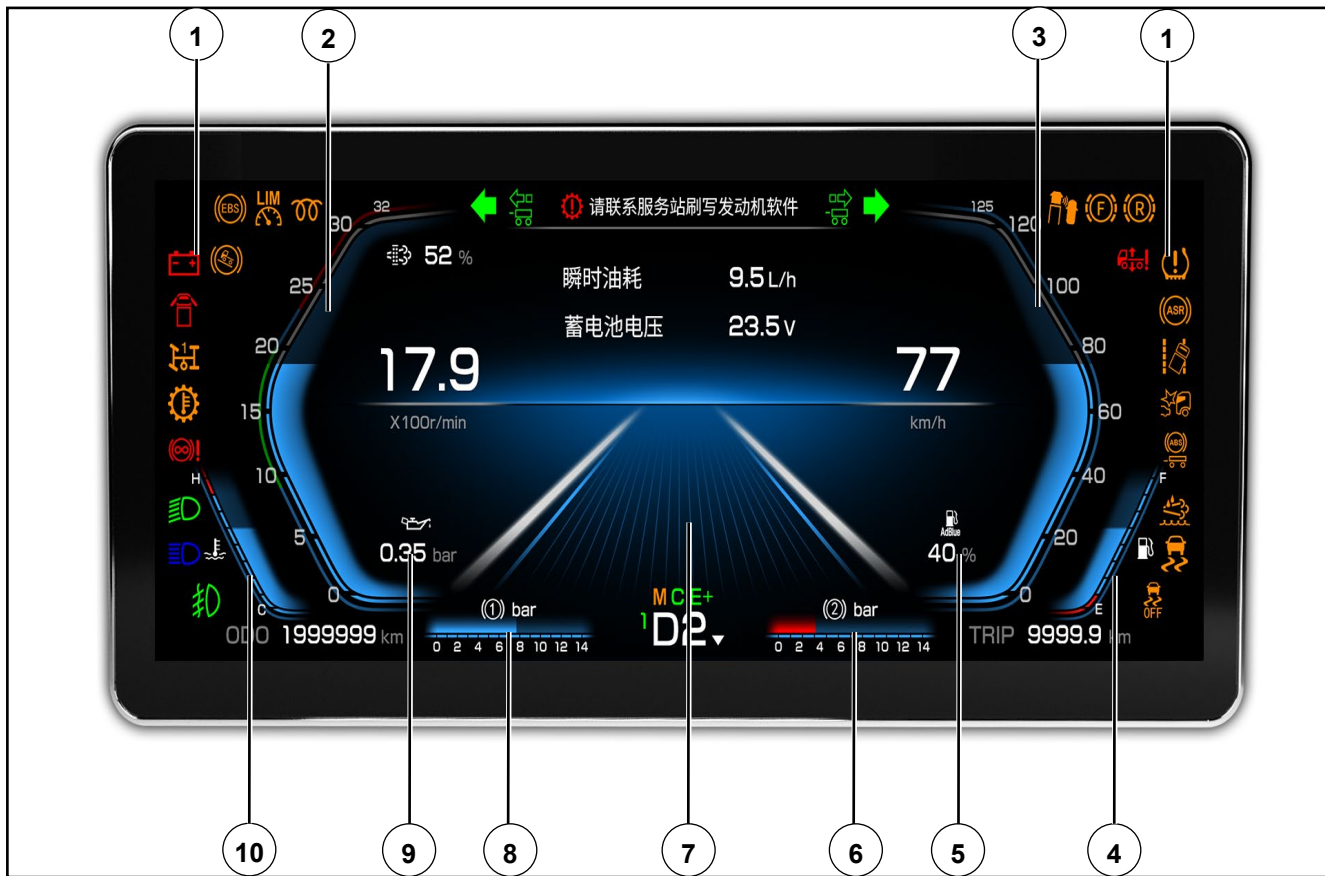 1 2 3 1
EBS LIM 30 32 请联系服务站刷写发动机软件 125 120 F R
52 %
瞬时油耗 9.5 L/h
25 100
蓄电池电压 23.5 V
ASR
1 20 80
17.9 77
X100r/min km/h
15 60
ABS
H 10 40 F
5 AdBlue 20
0.35 bar 40 %
C 0 (1) bar M C E+ (2) bar 0 E OFF
ODO 1999999 km 1 D2 TRIP 9999.9 km
0 2 4 6 8 10 12 14 0 2 4 6 8 10 12 14
10 9 8 7 6 5 4